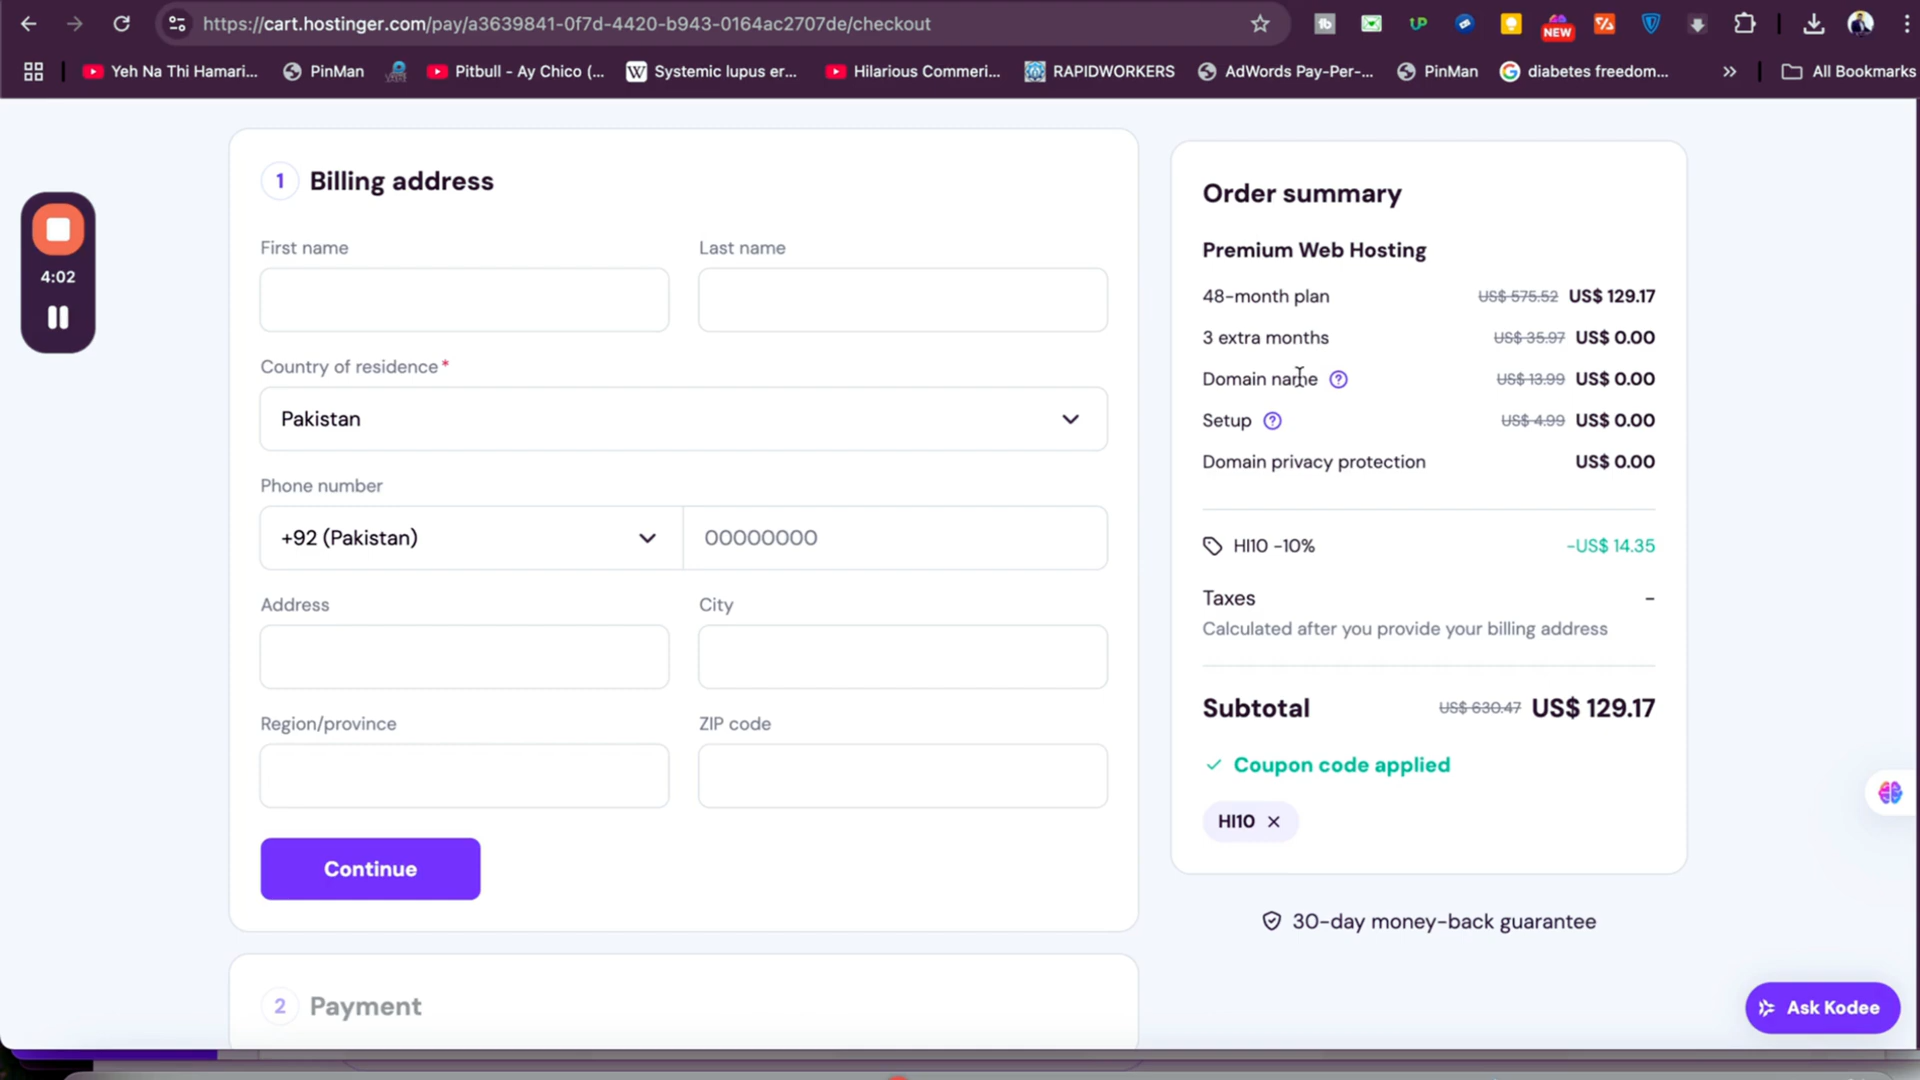 https://cart.hostinger.com/pay/a3639841-0f7d-4420-b943-0164ac2707de/checkout
NEW
Yeh Na Thi Hamari...
PinMan
Pitbull - Ay Chico (...
Systemic lupus er...
Hilarious Commeri...
RAPIDWORKERS
AdWords Pay-Per-...
PinMan
diabetes freedom...
All Bookmarks
4:02
1 Billing address
First name
Last name
Country of residence*
Pakistan
Phone number
+92 (Pakistan)
00000000
Address
City
Region/province
ZIP code
Continue
2 Payment
Order summary
Premium Web Hosting
48-month plan US$ 575.52 US$ 129.17
3 extra months US$ 35.97 US$ 0.00
Domain name US$ 13.99 US$ 0.00
Setup US$ 4.99 US$ 0.00
Domain privacy protection US$ 0.00
HI10 -10% -US$ 14.35
Taxes -
Calculated after you provide your billing address
Subtotal US$ 630.47 US$ 129.17
Coupon code applied
HI10
30-day money-back guarantee
Ask Kodee